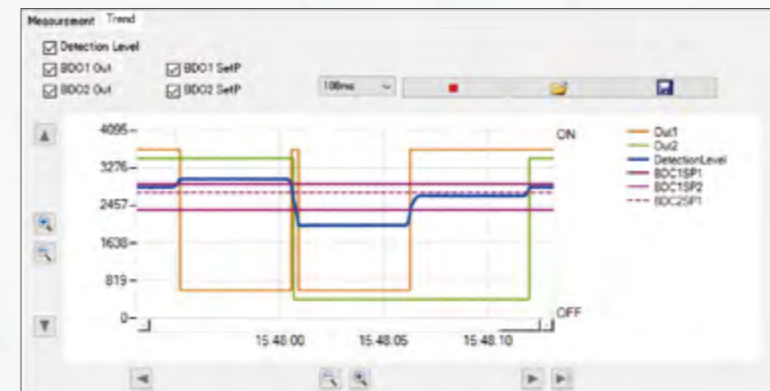 Measurement Trend
Detection Level
BDO1 Out BDO1 SetP
BDO2 Out BDO2 SetP
100ms
4095
3276
2457
1638
819
0
ON
OFF
Out1
Out2
DetectionLevel
BDC1SP1
BDC1SP2
BDC2SP1
15:48:00 15:48:05 15:48:10